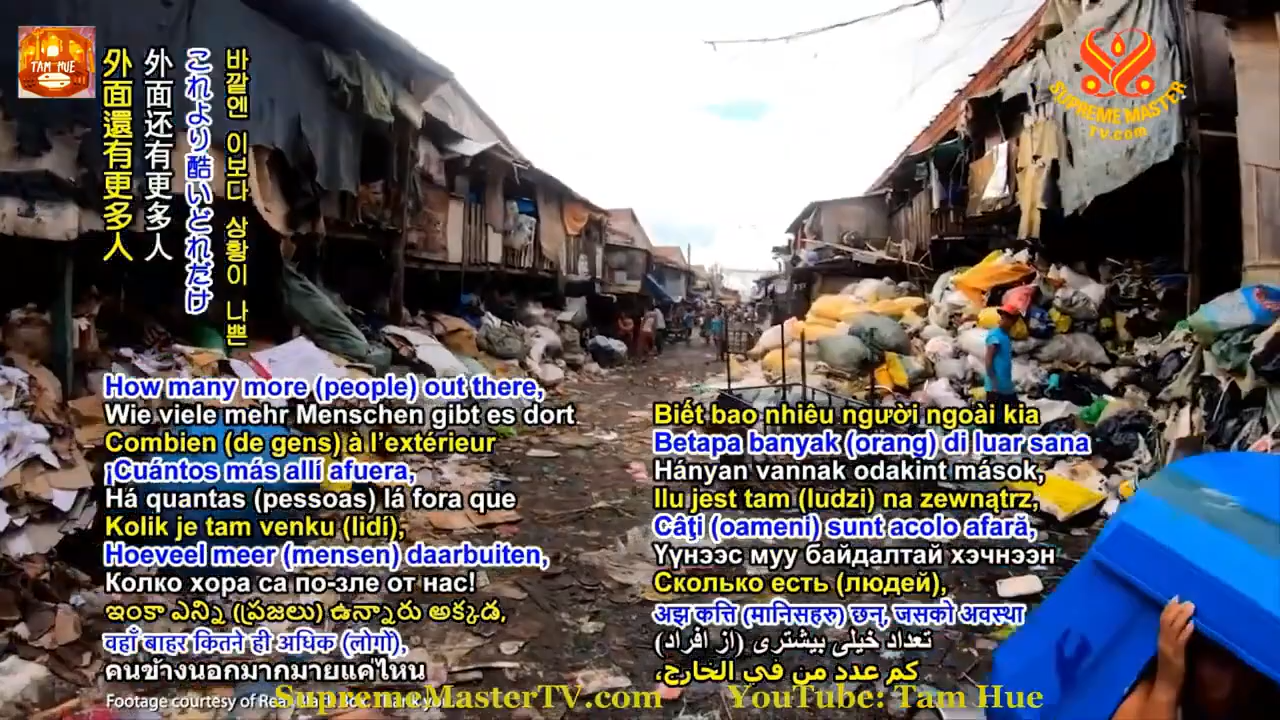 TAM HUE
SUPREME MASTER
TV.com
外面還有更多人
外面还有更多人
これより酷いどれだけ
바깥엔 이보다 상황이 나쁜
How many more (people) out there,
Wie viele mehr Menschen gibt es dort
Combien (de gens) à l'extérieur
¡Cuántos más allí afuera,
Há quantas (pessoas) lá fora que
Kolik je tam venku (lidí),
Hoeveel meer (mensen) daarbuiten,
Колко хора са по-зле от нас!
ఇంకా ఎన్ని (ప్రజలు) ఉన్నారు అక్కడ,
वहाँ बाहर कितने ही अधिक (लोगों),
คนข้างนอกมากมายแค่ไหน
Biết bao nhiêu người ngoài kia
Betapa banyak (orang) di luar sana
Hányan vannak odakint mások,
Ilu jest tam (ludzi) na zewnątrz,
Câţi (oameni) sunt acolo afară,
Үүнээс муу байдалтай хэчнээн
Сколько есть (людей),
अझ कत्ति (मानिसहरु) छन्, जसको अवस्था
تعداد خیلی بیشتری (از افراد)
كم عدد من في الخارج،
Footage courtesy of
SupremeMasterTV.com YouTube: Tam Hue